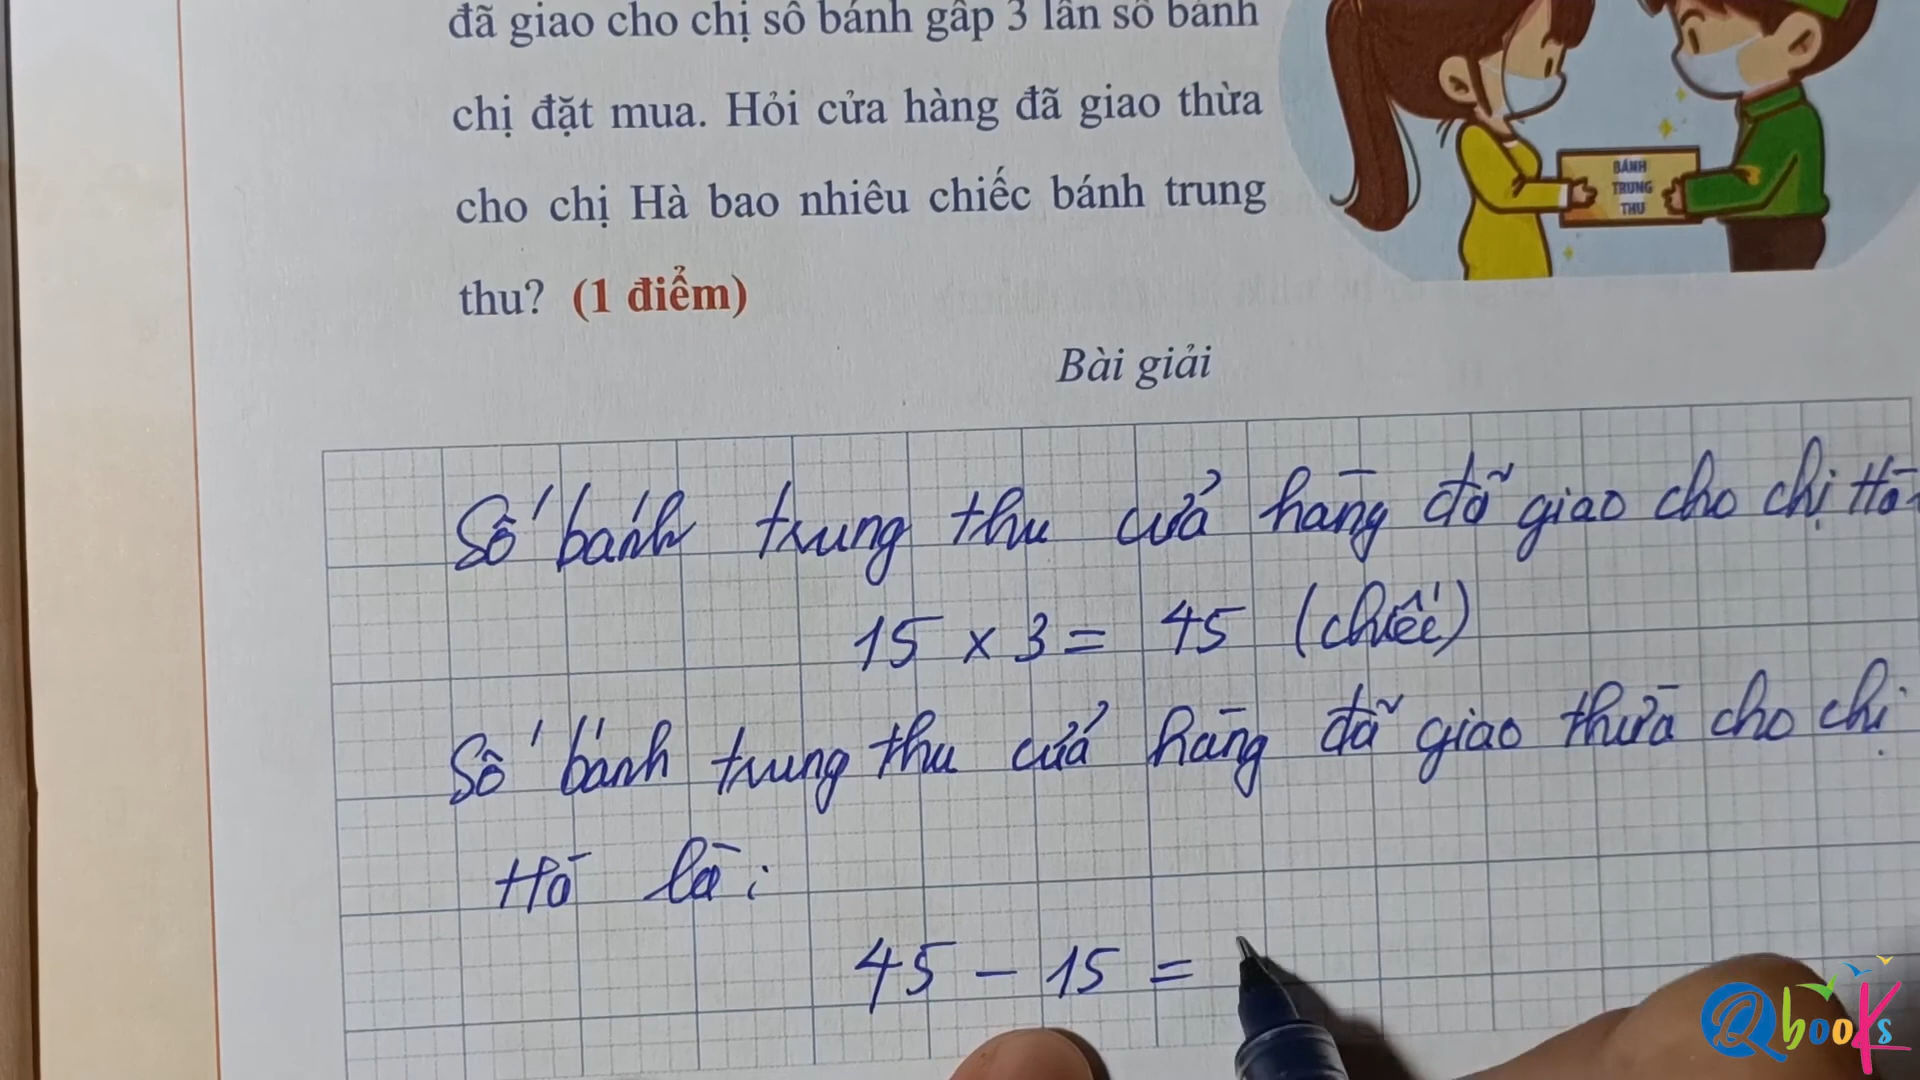 đã giao cho chị số bánh gấp 3 lần số bánh
chị đặt mua. Hỏi cửa hàng đã giao thừa
cho chị Hà bao nhiêu chiếc bánh trung
thu? (1 điểm)
BÁNH
TRUNG
THU
Bài giải
Số bánh trung thu cửa hàng đã giao cho chị Hà
15 x 3 = 45 (chiếc)
Số bánh trung thu cửa hàng đã giao thừa cho chị
Hà là:
45 - 15 =
Qbooks